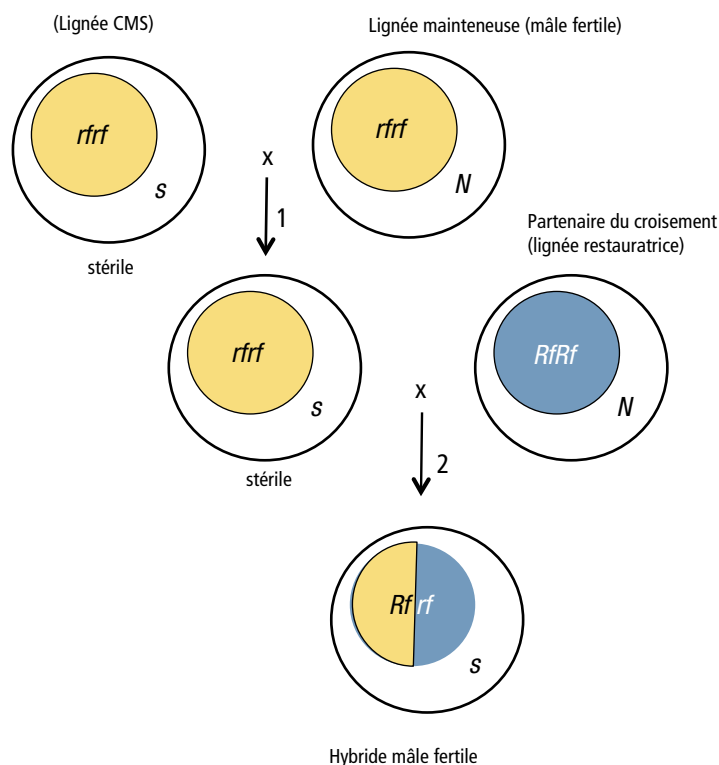 (Lignée CMS)
Lignée mainteneuse (mâle fertile)
rfrf
s
rfrf
N
x
1
stérile
Partenaire du croisement
(lignée restauratrice)
rfrf
s
RfRf
N
x
2
stérile
Rf rf
s
Hybride mâle fertile